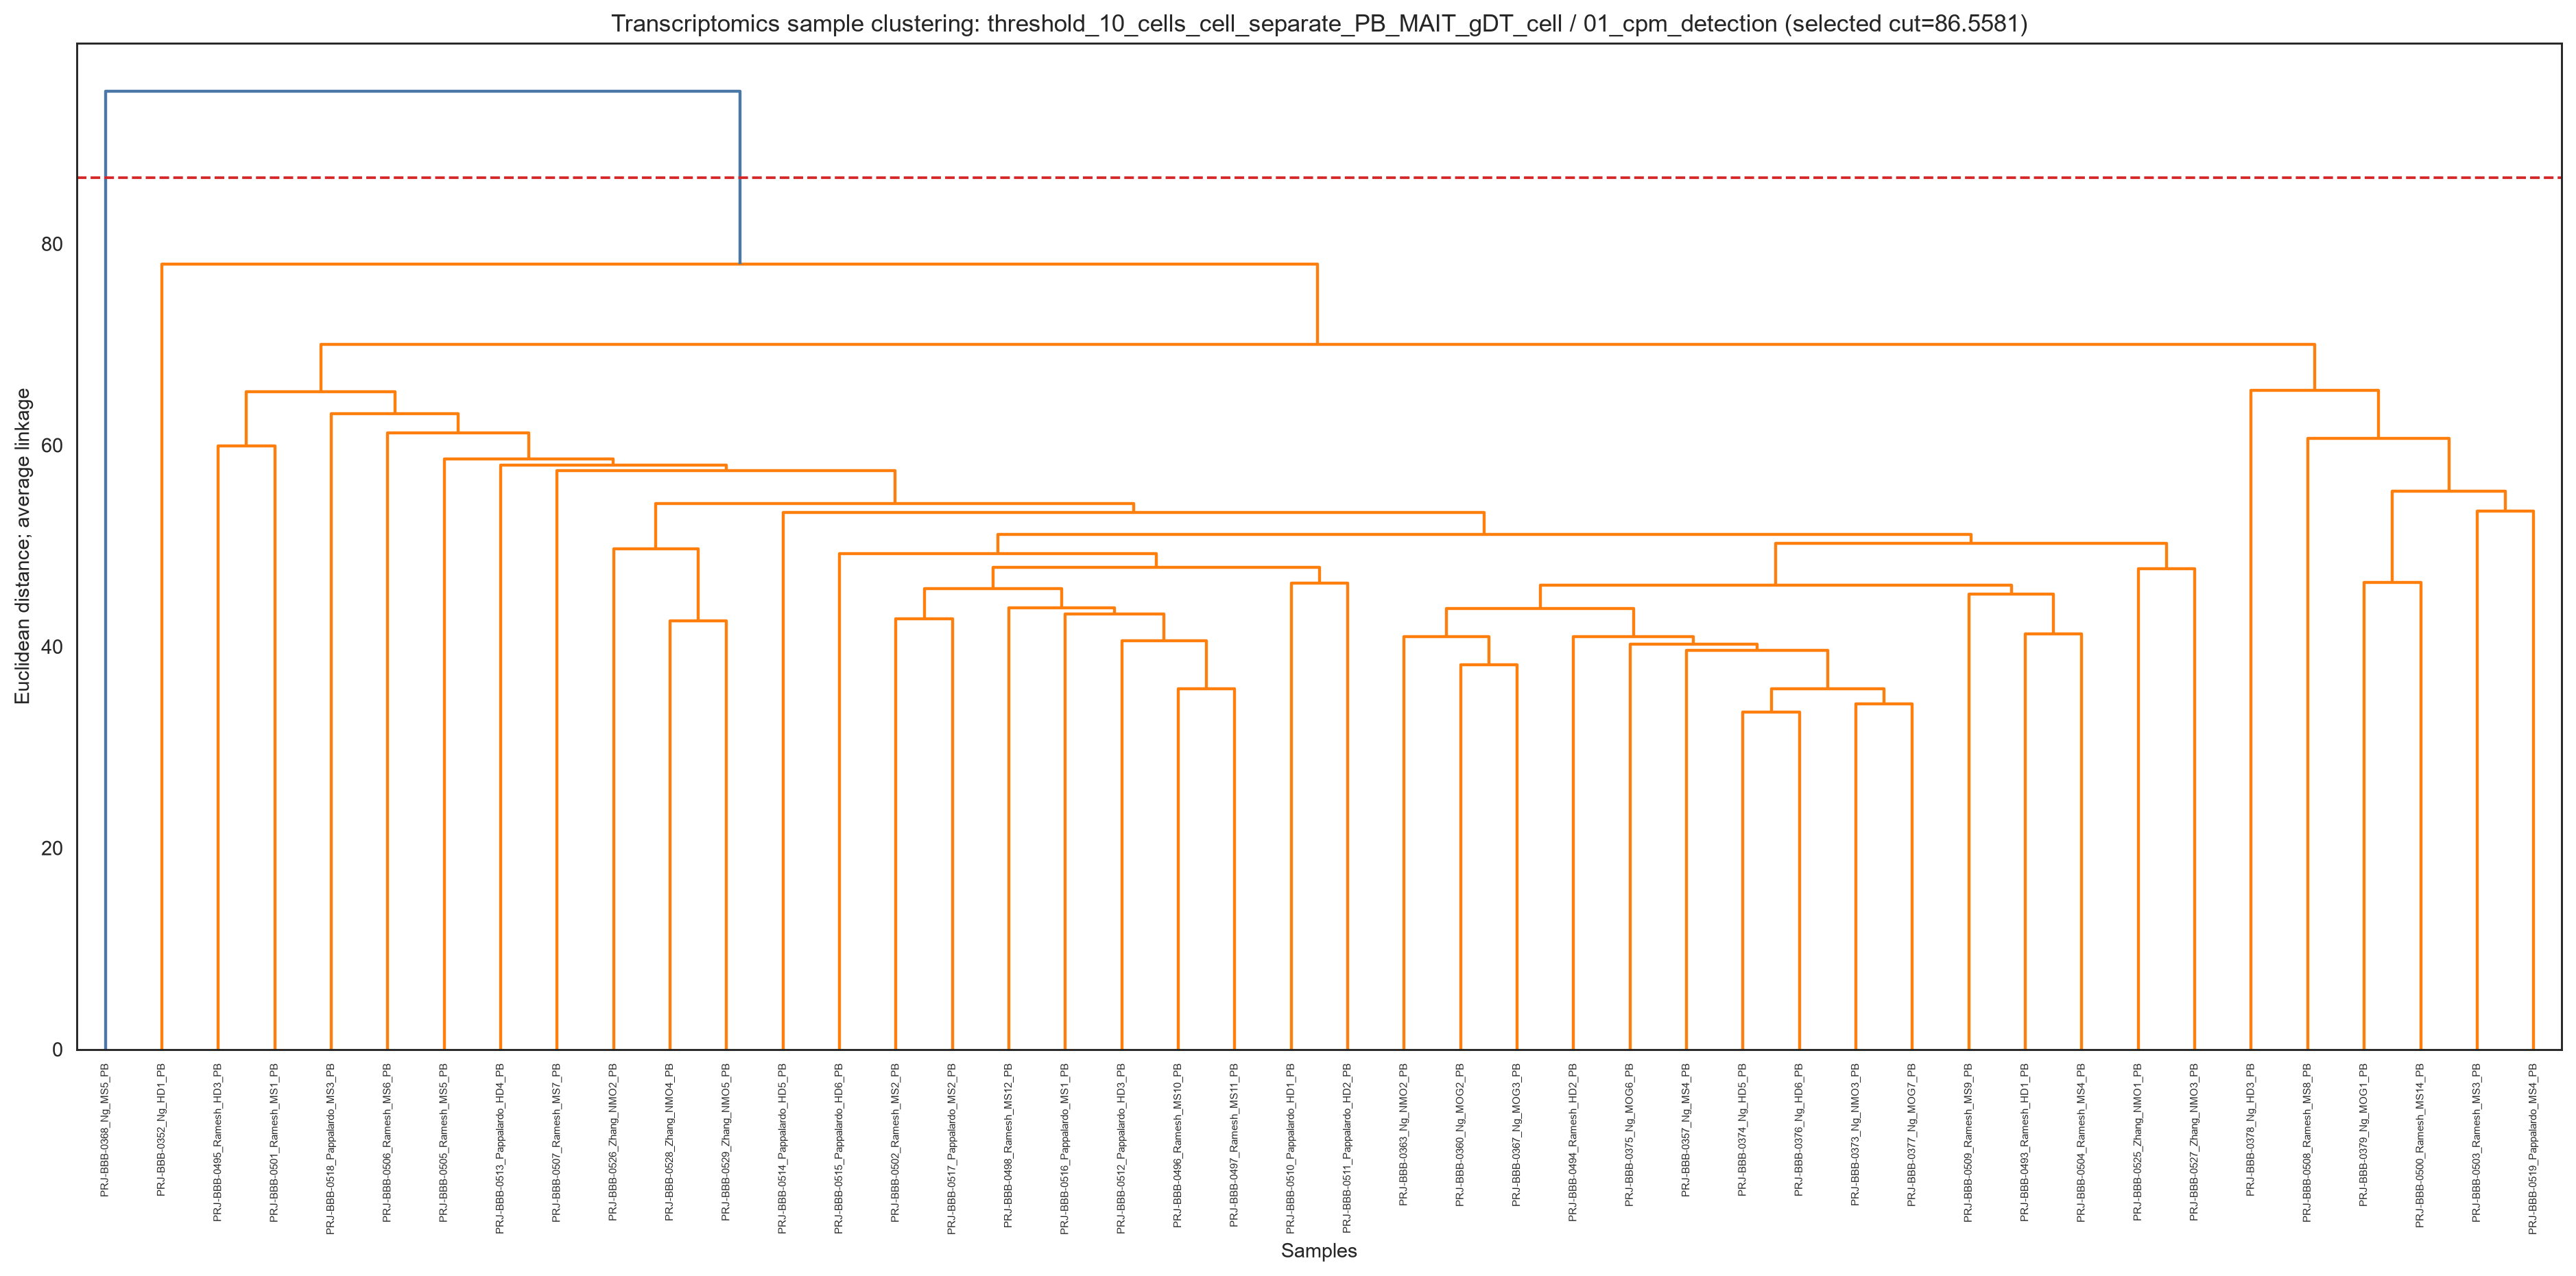 Transcriptomics sample clustering: threshold_10_cells_cell_separate_PB_MAIT_gDT_cell / 01_cpm_detection (selected cut=86.5581)
Euclidean distance; average linkage
80
60
40
20
0
PRJ-BBB-0368_Ng_MS5_PB
PRJ-BBB-0352_Ng_HD1_PB
PRJ-BBB-0495_Ramesh_HD3_PB
PRJ-BBB-0501_Ramesh_MS1_PB
PRJ-BBB-0518_Pappalardo_MS3_PB
PRJ-BBB-0506_Ramesh_MS6_PB
PRJ-BBB-0505_Ramesh_MS5_PB
PRJ-BBB-0513_Pappalardo_HD4_PB
PRJ-BBB-0507_Ramesh_MS7_PB
PRJ-BBB-0526_Zhang_NMO2_PB
PRJ-BBB-0528_Zhang_NMO4_PB
PRJ-BBB-0529_Zhang_NMO5_PB
PRJ-BBB-0514_Pappalardo_HD5_PB
PRJ-BBB-0515_Pappalardo_HD6_PB
PRJ-BBB-0502_Ramesh_MS2_PB
PRJ-BBB-0517_Pappalardo_MS2_PB
PRJ-BBB-0498_Ramesh_MS12_PB
PRJ-BBB-0516_Pappalardo_MS1_PB
PRJ-BBB-0512_Pappalardo_HD3_PB
PRJ-BBB-0496_Ramesh_MS10_PB
PRJ-BBB-0497_Ramesh_MS11_PB
PRJ-BBB-0510_Pappalardo_HD1_PB
PRJ-BBB-0511_Pappalardo_HD2_PB
PRJ-BBB-0363_Ng_NMO2_PB
PRJ-BBB-0360_Ng_MOG2_PB
PRJ-BBB-0367_Ng_MOG3_PB
PRJ-BBB-0494_Ramesh_HD2_PB
PRJ-BBB-0375_Ng_MOG6_PB
PRJ-BBB-0357_Ng_MS4_PB
PRJ-BBB-0374_Ng_HD5_PB
PRJ-BBB-0376_Ng_HD6_PB
PRJ-BBB-0373_Ng_NMO3_PB
PRJ-BBB-0377_Ng_MOG7_PB
PRJ-BBB-0509_Ramesh_MS9_PB
PRJ-BBB-0493_Ramesh_HD1_PB
PRJ-BBB-0504_Ramesh_MS4_PB
PRJ-BBB-0525_Zhang_NMO1_PB
PRJ-BBB-0527_Zhang_NMO3_PB
PRJ-BBB-0378_Ng_HD3_PB
PRJ-BBB-0508_Ramesh_MS8_PB
PRJ-BBB-0379_Ng_MOG1_PB
PRJ-BBB-0500_Ramesh_MS14_PB
PRJ-BBB-0503_Ramesh_MS3_PB
PRJ-BBB-0519_Pappalardo_MS4_PB
Samples